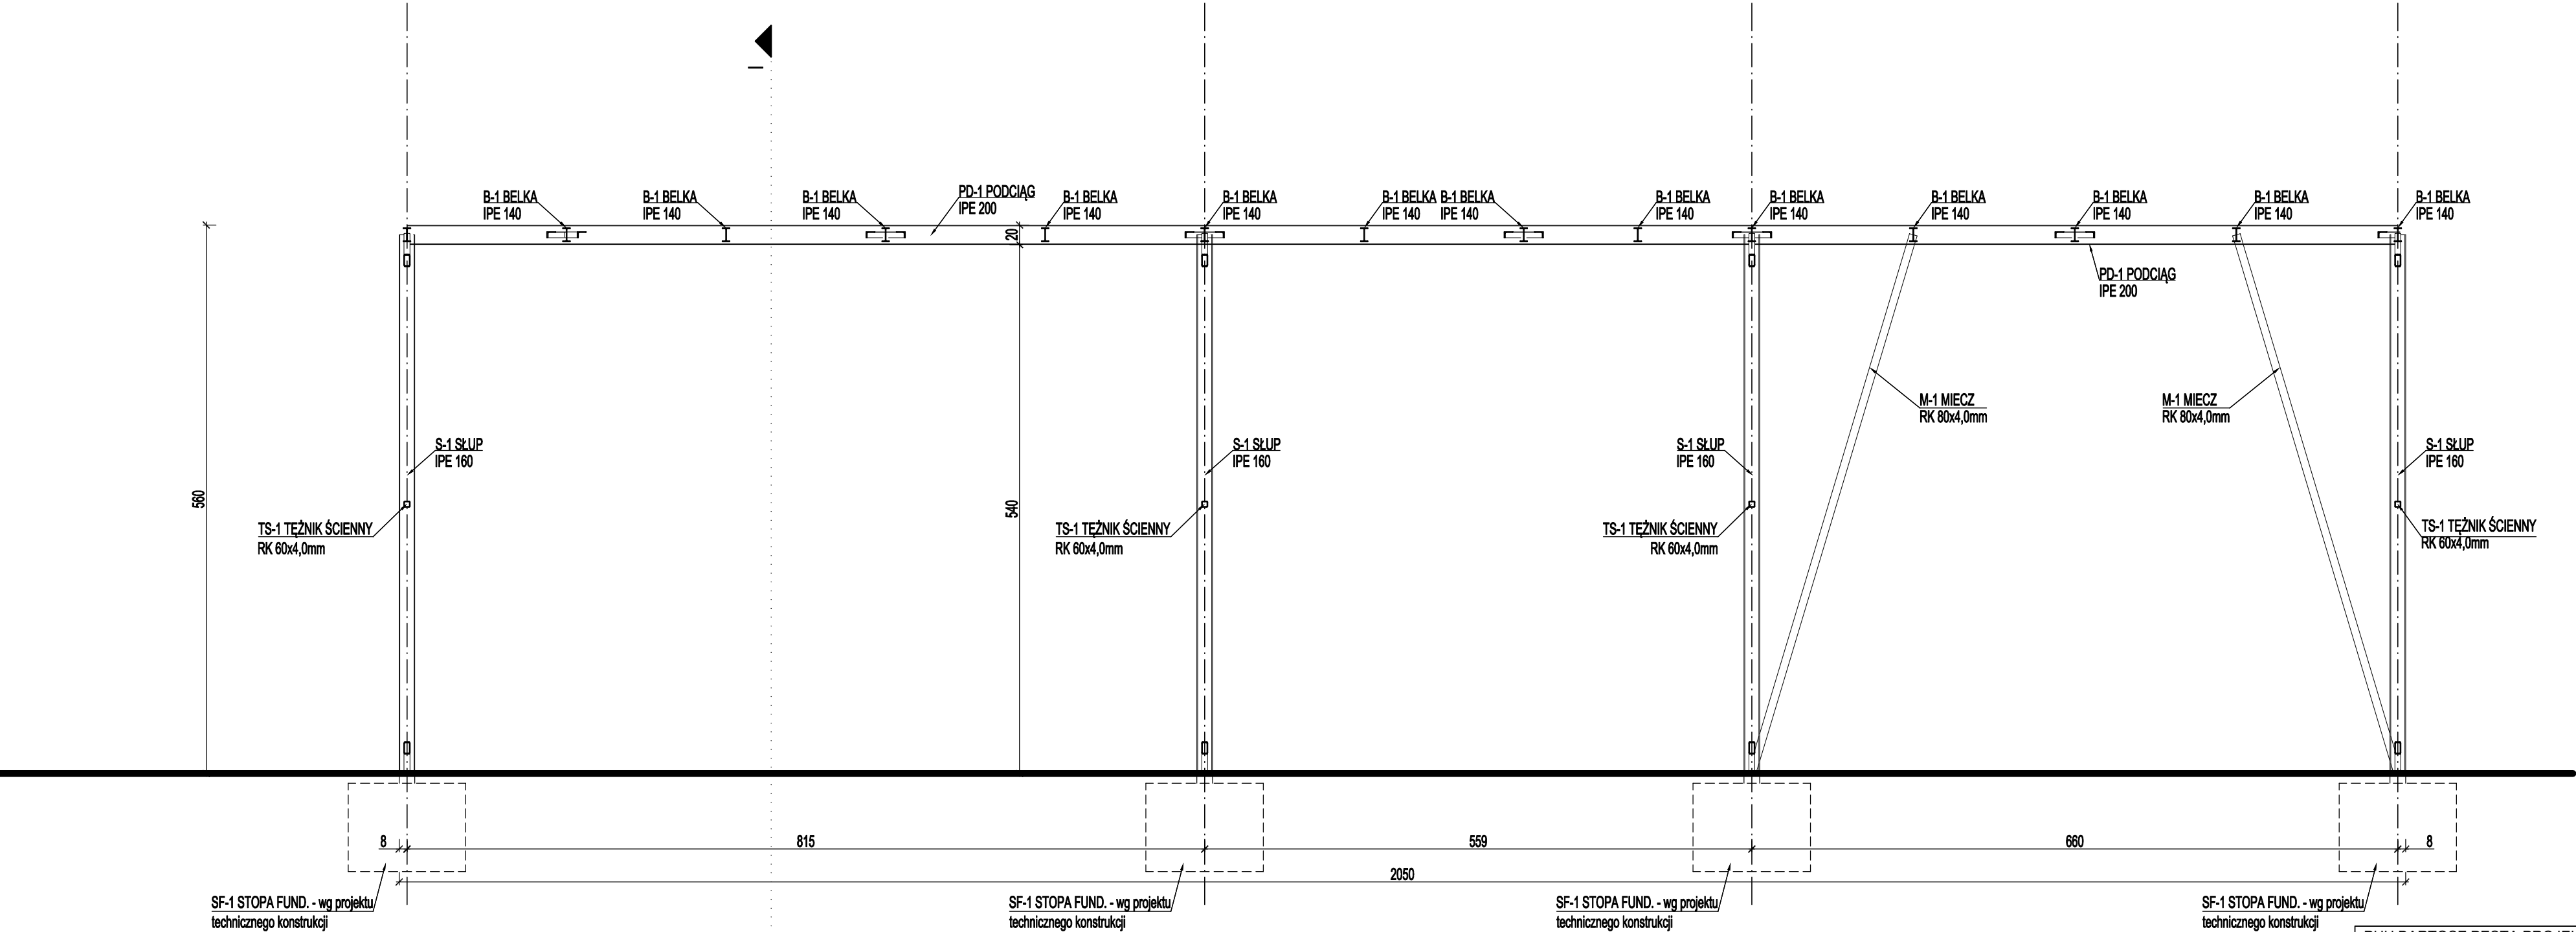 I
B-1 BELKA
IPE 140
B-1 BELKA
IPE 140
B-1 BELKA
IPE 140
PD-1 PODCIĄG
IPE 200
B-1 BELKA
IPE 140
B-1 BELKA
IPE 140
B-1 BELKA
IPE 140
B-1 BELKA
IPE 140
B-1 BELKA
IPE 140
B-1 BELKA
IPE 140
B-1 BELKA
IPE 140
B-1 BELKA
IPE 140
B-1 BELKA
IPE 140
B-1 BELKA
IPE 140
20
PD-1 PODCIĄG
IPE 200
M-1 MIECZ
RK 80x4,0mm
M-1 MIECZ
RK 80x4,0mm
S-1 SŁUP
IPE 160
S-1 SŁUP
IPE 160
S-1 SŁUP
IPE 160
S-1 SŁUP
IPE 160
560
540
TS-1 TĘŻNIK ŚCIENNY
RK 60x4,0mm
TS-1 TĘŻNIK ŚCIENNY
RK 60x4,0mm
TS-1 TĘŻNIK ŚCIENNY
RK 60x4,0mm
TS-1 TĘŻNIK ŚCIENNY
RK 60x4,0mm
8
815
559
660
8
2050
SF-1 STOPA FUND. - wg projektu
technicznego konstrukcji
SF-1 STOPA FUND. - wg projektu
technicznego konstrukcji
SF-1 STOPA FUND. - wg projektu
technicznego konstrukcji
SF-1 STOPA FUND. - wg projektu
technicznego konstrukcji